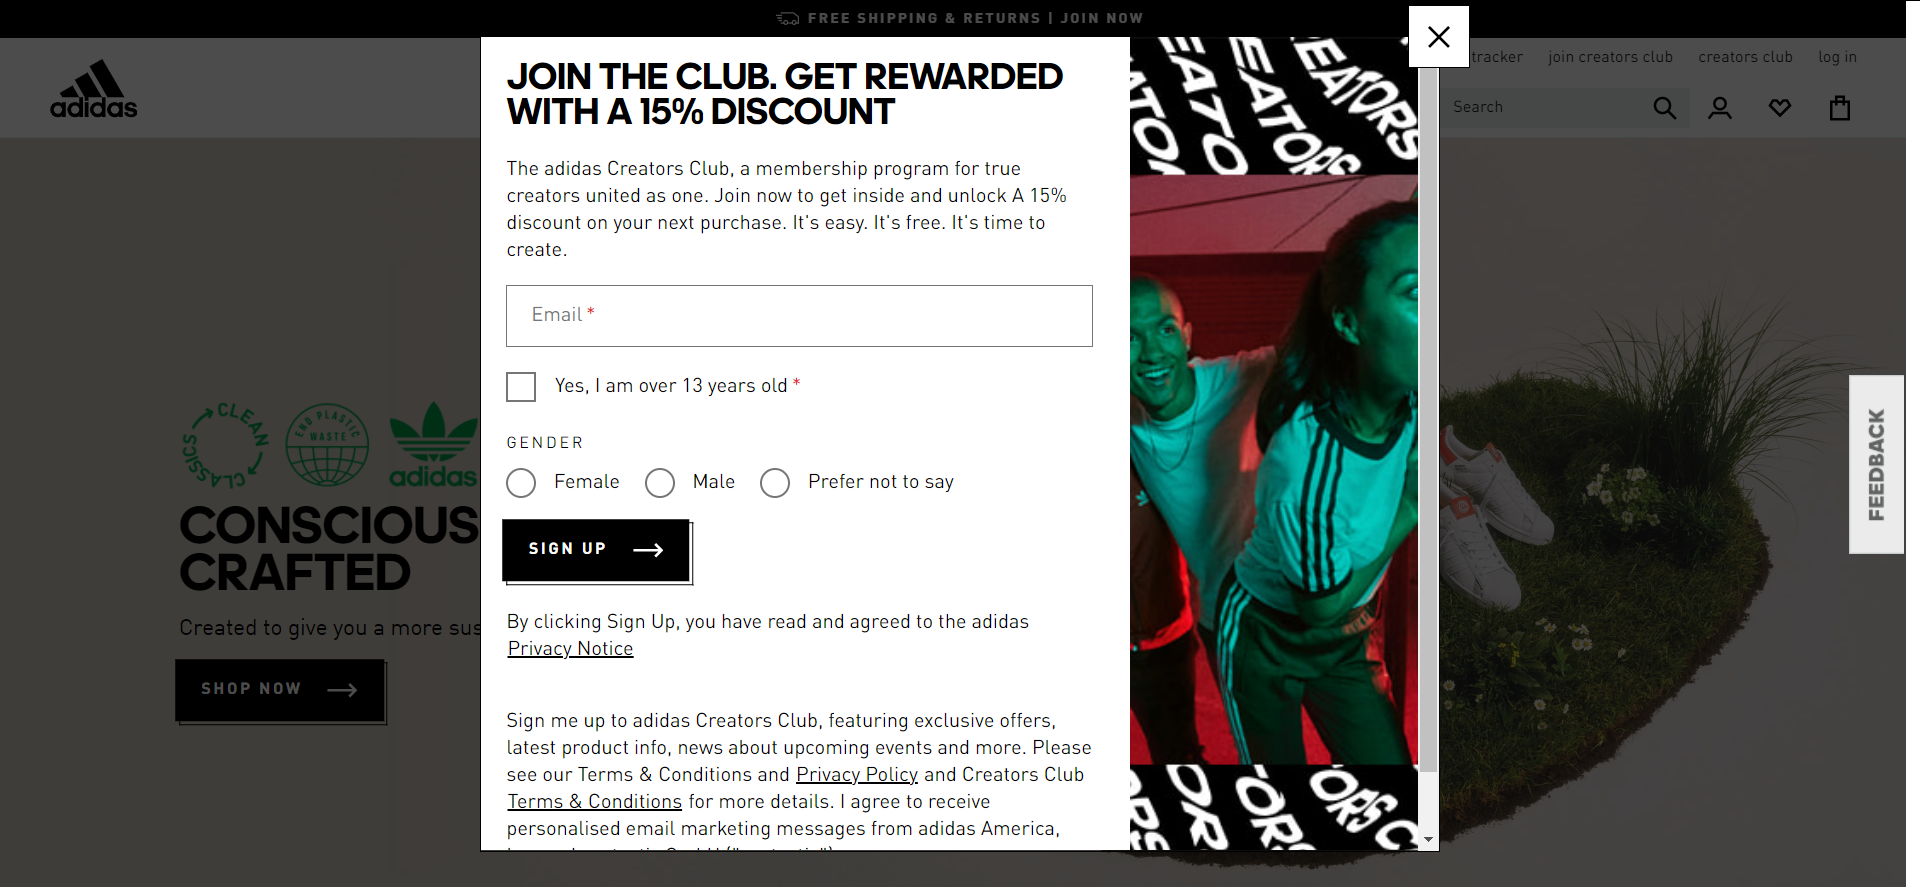 FREE SHIPPING & RETURNS | JOIN NOW
tracker
join creators club
creators club
log in
adidas
Search
JOIN THE CLUB. GET REWARDED
WITH A 15% DISCOUNT
The adidas Creators Club, a membership program for true
creators united as one. Join now to get inside and unlock A 15%
discount on your next purchase. It's easy. It's free. It's time to
create.
Email *
Yes, I am over 13 years old *
GENDER
Female
Male
Prefer not to say
SIGN UP
By clicking Sign Up, you have read and agreed to the adidas
Privacy Notice
Sign me up to adidas Creators Club, featuring exclusive offers,
latest product info, news about upcoming events and more. Please
see our Terms & Conditions and Privacy Policy and Creators Club
Terms & Conditions for more details. I agree to receive
personalised email marketing messages from adidas America,
CLEAN
CLASSICS
END PLASTIC
WASTE
adidas
CONSCIOUS
CRAFTED
Created to give you a more sus
SHOP NOW
FEEDBACK